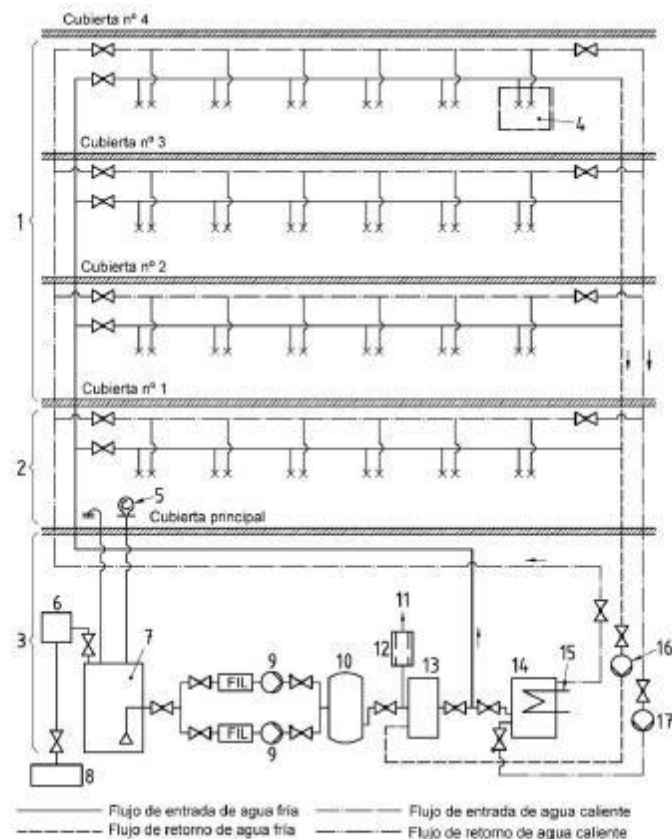 Cubierta nº 4
Cubierta nº 3
4
1
Cubierta nº 2
Cubierta nº 1
2
5
Cubierta principal
3
6
7
8
FIL
9
FIL
9
10
11
12
13
14
15
16
17
Flujo de entrada de agua fría
Flujo de entrada de agua caliente
Flujo de retorno de agua fría
Flujo de retorno de agua caliente